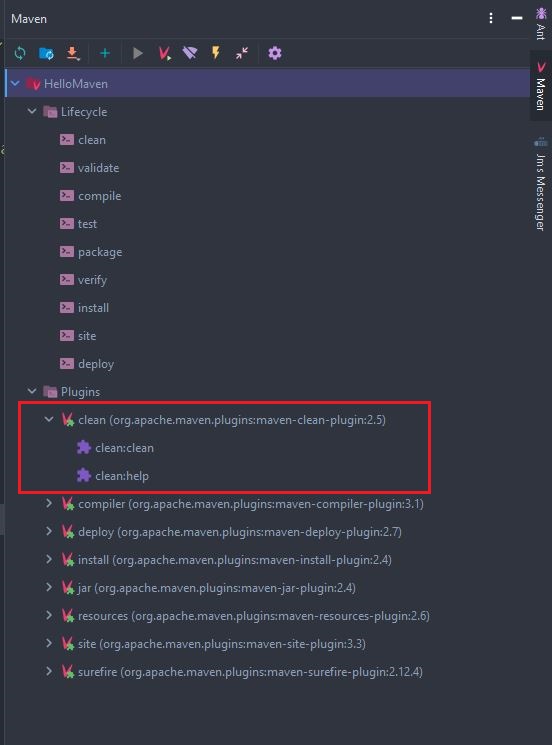 Maven
HelloMaven
Lifecycle
clean
validate
compile
test
package
verify
install
site
deploy
Plugins
clean (org.apache.maven.plugins:maven-clean-plugin:2.5)
clean:clean
clean:help
compiler (org.apache.maven.plugins:maven-compiler-plugin:3.1)
deploy (org.apache.maven.plugins:maven-deploy-plugin:2.7)
install (org.apache.maven.plugins:maven-install-plugin:2.4)
jar (org.apache.maven.plugins:maven-jar-plugin:2.4)
resources (org.apache.maven.plugins:maven-resources-plugin:2.6)
site (org.apache.maven.plugins:maven-site-plugin:3.3)
surefire (org.apache.maven.plugins:maven-surefire-plugin:2.12.4)
Ant
Maven
Jms Messenger